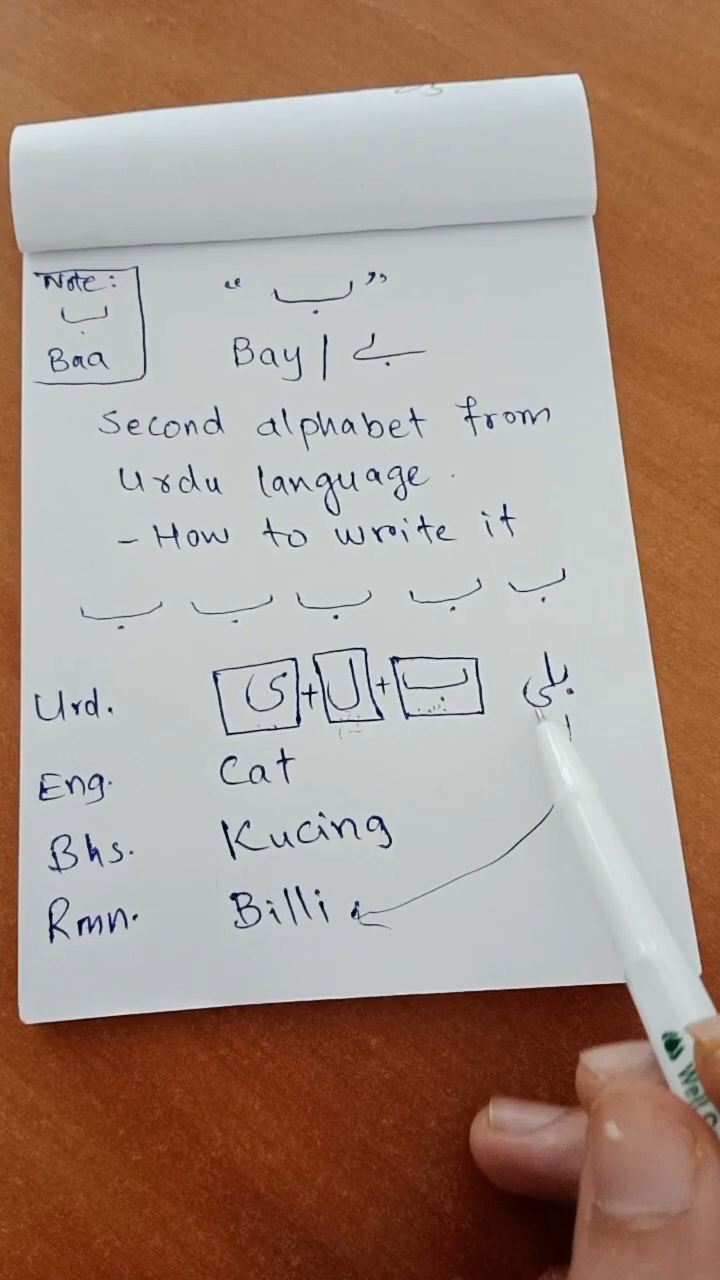 Note:
ب
Baa
“ ب ”
Bay | بے
Second alphabet from
Urdu language.
- How to wroite it
ب ب ب ب ب
Urd. ی + ل + ب بلی
Eng. Cat
Bhs. Kucing
Rmn. Billi